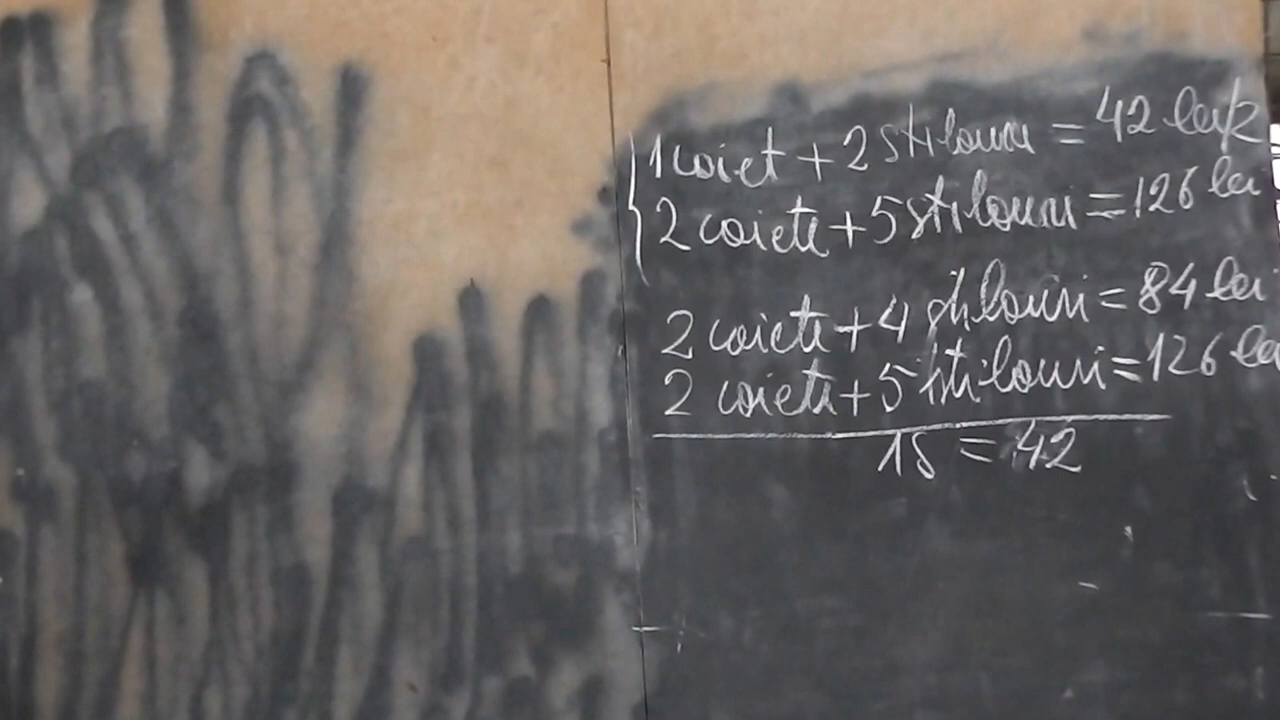 1 caiet + 2 stilouri = 42 lei/·2
2 caiete + 5 stilouri = 126 lei
2 caiete + 4 stilouri = 84 lei
2 caiete + 5 stilouri = 126 lei
1s = 42